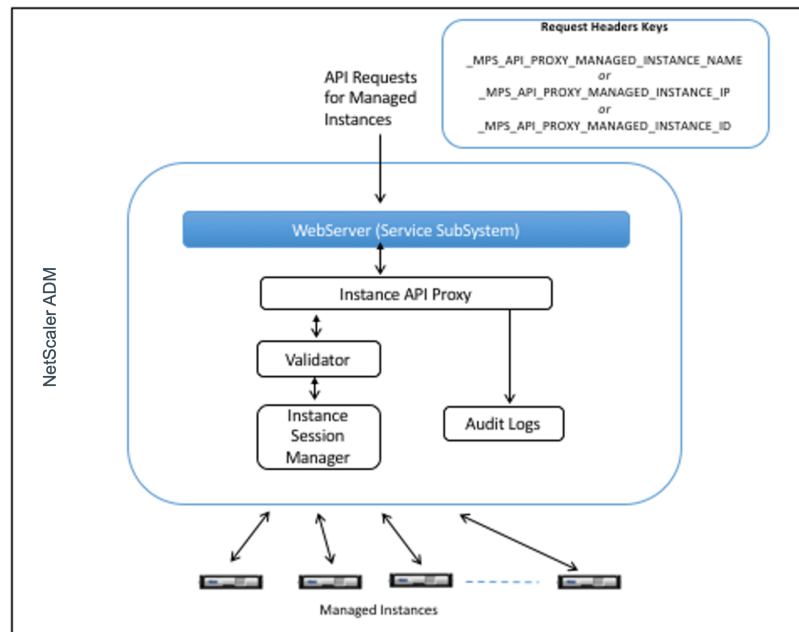 Request Headers Keys
_MPS_API_PROXY_MANAGED_INSTANCE_NAME
or
_MPS_API_PROXY_MANAGED_INSTANCE_IP
or
_MPS_API_PROXY_MANAGED_INSTANCE_ID
API Requests
for Managed
Instances
NetScaler ADM
WebServer (Service SubSystem)
Instance API Proxy
Validator
Instance
Session
Manager
Audit Logs
Managed Instances